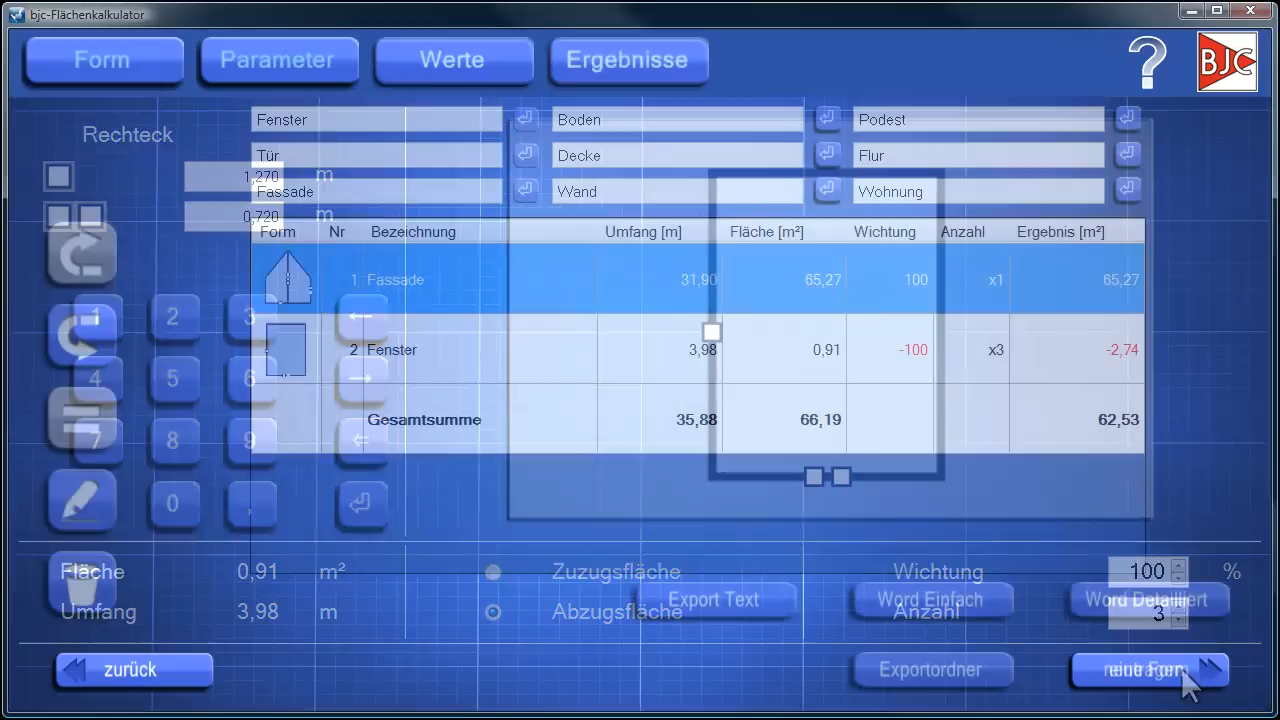 bjc-Flächenkalkulator
Form Parameter Werte Ergebnisse ? BJC
Fenster Boden Podest
Rechteck
Tür Decke Flur
1,270 m
Fassade Wand Wohnung
0,720 m
Form Nr Bezeichnung Umfang [m] Fläche [m²] Wichtung Anzahl Ergebnis [m²]
1 Fassade 31,90 65,27 100 x1 65,27
1 2 3 ←
2 Fenster 3,98 0,91 -100 x3 -2,74
4 5 6 →
Gesamtsumme 35,88 66,19 62,53
7 8 9 ⇐
0 ,
Fläche 0,91 m² Zuzugsfläche Wichtung 100 %
Export Text Word Einfach Word Detailliert
Umfang 3,98 m Abzugsfläche Anzahl 3
zurück Exportordner neue Form
eintragen